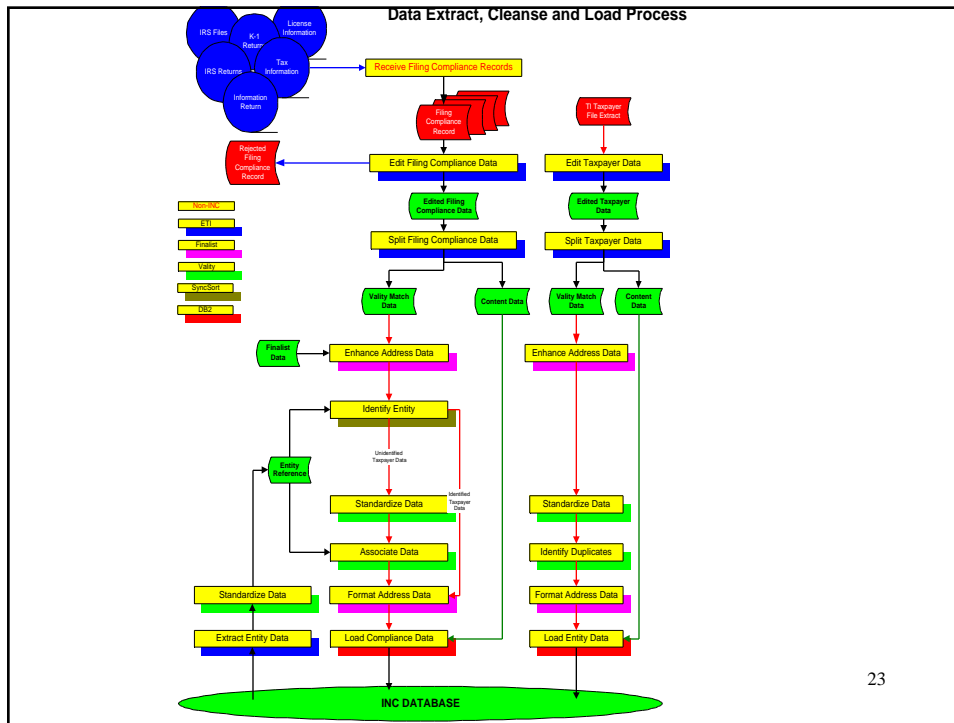 Data Extract, Cleanse and Load Process
IRS Files
K-1
Returns
License
Information
IRS Returns
Tax
Information
Information
Return
Receive Filing Compliance Records
Filing
Compliance
Record
TI Taxpayer
File Extract
Rejected
Filing
Compliance
Record
Edit Filing Compliance Data
Edit Taxpayer Data
Edited Filing
Compliance Data
Edited Taxpayer
Data
Non-INC
ETI
Finalist
Vality
SyncSort
DB2
Split Filing Compliance Data
Split Taxpayer Data
Vality Match
Data
Content Data
Vality Match
Data
Content
Data
Finalist
Data
Enhance Address Data
Enhance Address Data
Identify Entity
Unidentified
Taxpayer Data
Entity
Reference
Identified
Taxpayer
Data
Standardize Data
Standardize Data
Associate Data
Identify Duplicates
Standardize Data
Format Address Data
Format Address Data
Extract Entity Data
Load Compliance Data
Load Entity Data
INC DATABASE
23